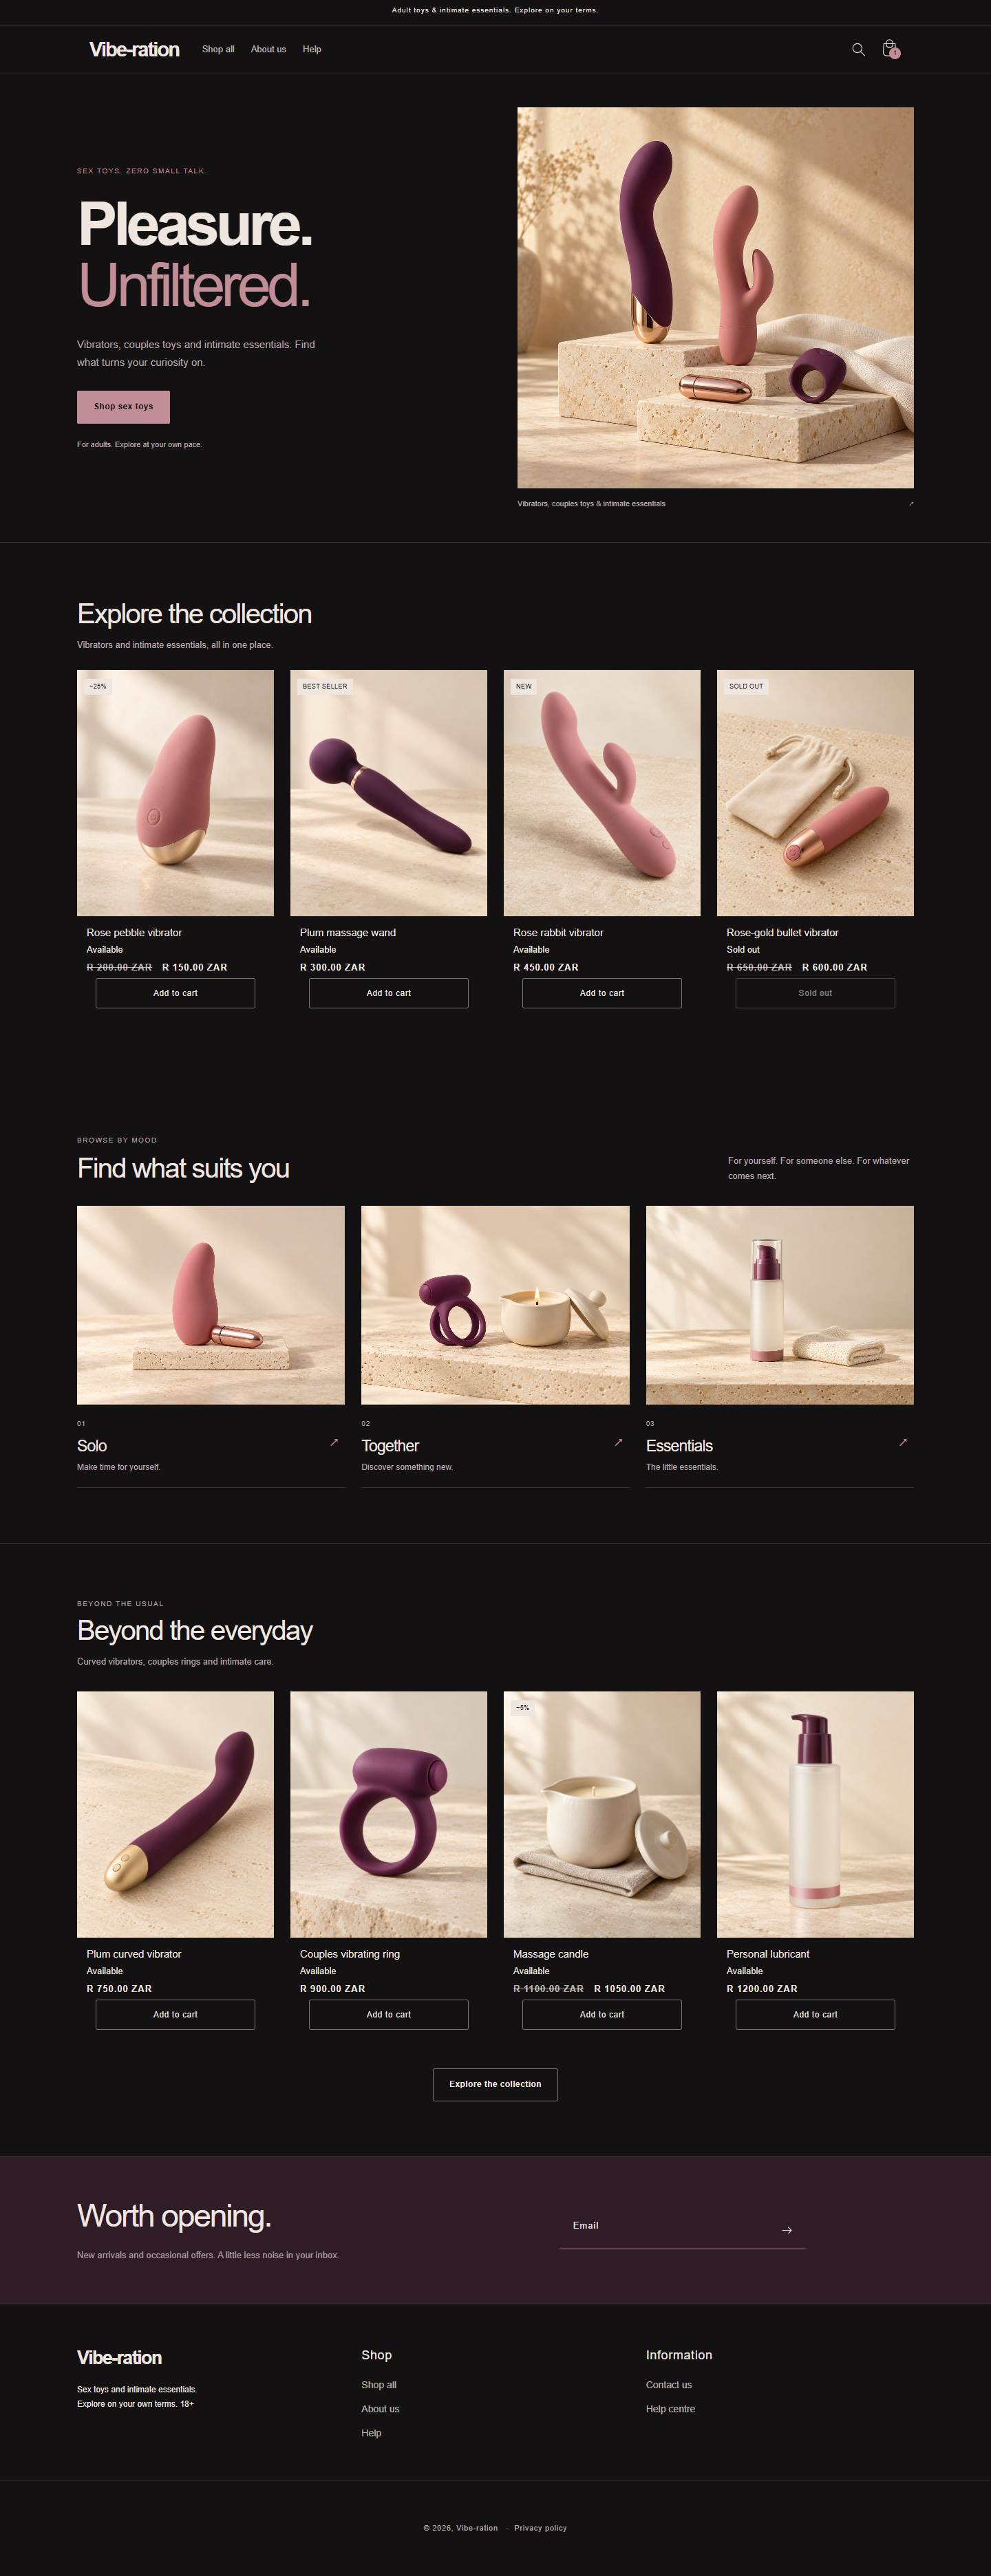 Adult toys & intimate essentials. Explore on your terms.
Vibe-ration
Shop all
About us
Help
1
SEX TOYS. ZERO SMALL TALK.
Pleasure.
Unfiltered.
Vibrators, couples toys and intimate essentials. Find
what turns your curiosity on.
Shop sex toys
For adults. Explore at your own pace.
Vibrators, couples toys & intimate essentials
Explore the collection
Vibrators and intimate essentials, all in one place.
−25%
BEST SELLER
NEW
SOLD OUT
Rose pebble vibrator
Available
R 200.00 ZAR R 150.00 ZAR
Add to cart
Plum massage wand
Available
R 300.00 ZAR
Add to cart
Rose rabbit vibrator
Available
R 450.00 ZAR
Add to cart
Rose-gold bullet vibrator
Sold out
R 650.00 ZAR R 600.00 ZAR
Sold out
BROWSE BY MOOD
Find what suits you
For yourself. For someone else. For whatever
comes next.
01
Solo
Make time for yourself.
02
Together
Discover something new.
03
Essentials
The little essentials.
BEYOND THE USUAL
Beyond the everyday
Curved vibrators, couples rings and intimate care.
−5%
Plum curved vibrator
Available
R 750.00 ZAR
Add to cart
Couples vibrating ring
Available
R 900.00 ZAR
Add to cart
Massage candle
Available
R 1100.00 ZAR R 1050.00 ZAR
Add to cart
Personal lubricant
Available
R 1200.00 ZAR
Add to cart
Explore the collection
Worth opening.
New arrivals and occasional offers. A little less noise in your inbox.
Email
Vibe-ration
Sex toys and intimate essentials.
Explore on your own terms. 18+
Shop
Shop all
About us
Help
Information
Contact us
Help centre
© 2026, Vibe-ration · Privacy policy